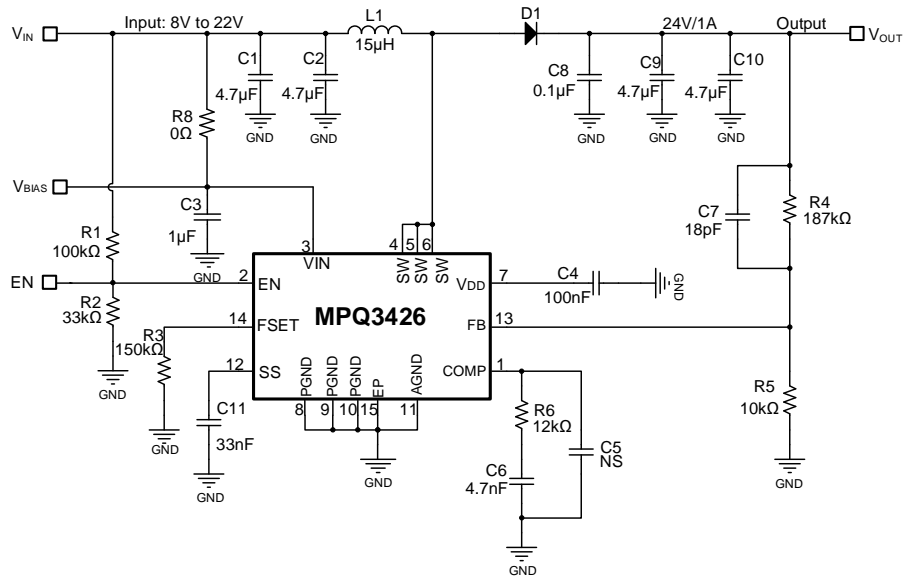 VIN
Input: 8V to 22V
L1
15µH
D1
24V/1A
Output
VOUT
C1
4.7µF
C2
4.7µF
C8
0.1µF
C9
4.7µF
C10
4.7µF
GND
GND
GND
GND
GND
R8
0Ω
VBIAS
C3
1µF
GND
R1
100kΩ
C7
18pF
R4
187kΩ
3
VIN
4
5
6
SW
SW
SW
EN
2
EN
7
VDD
C4
100nF
GND
R2
33kΩ
GND
MPQ3426
14
FSET
R3
150kΩ
GND
FB
13
12
SS
C11
33nF
GND
COMP
1
PGND
PGND
PGND
EP
AGND
8
9
10
15
11
GND
R6
12kΩ
C5
NS
C6
4.7nF
GND
R5
10kΩ
GND